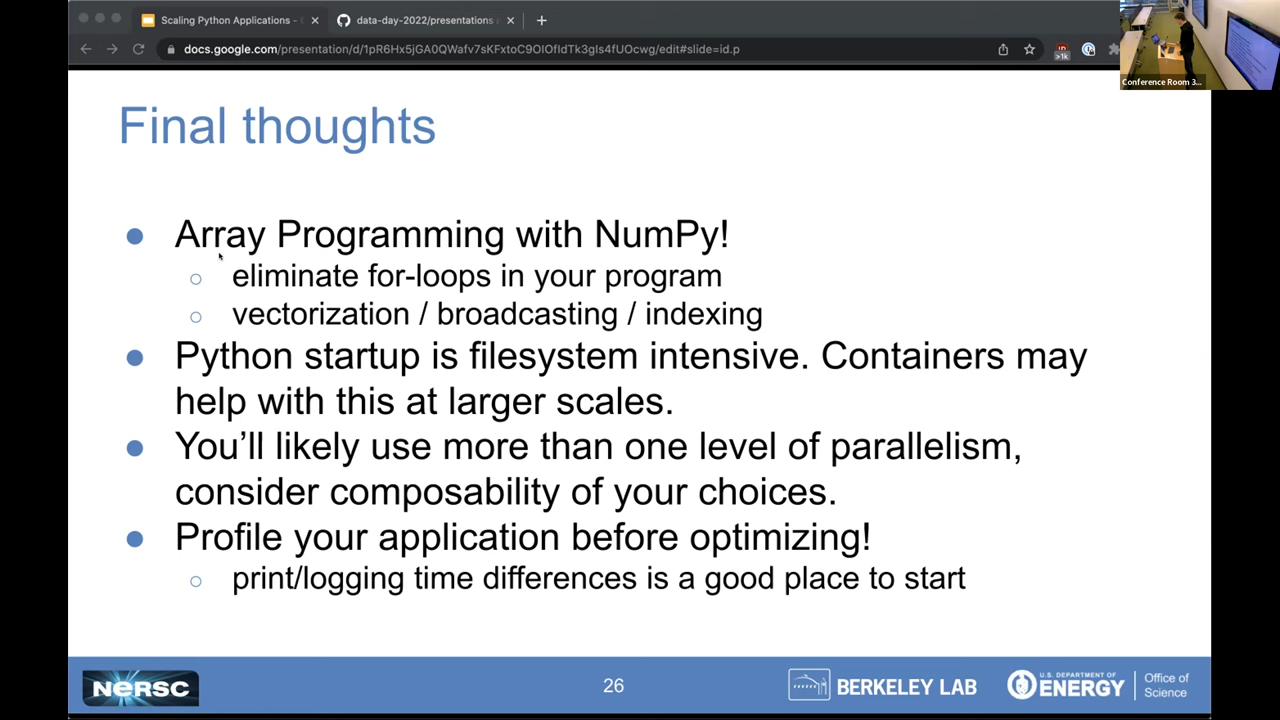 Scaling Python Applications -
data-day-2022/presentations
docs.google.com/presentation/d/1pR6Hx5jGA0QWafv7sKFxtoC9OIOfIdTk3gIs4fUOcwg/edit#slide=id.p
>1k
Conference Room 3...
Final thoughts
● Array Programming with NumPy!
○ eliminate for-loops in your program
○ vectorization / broadcasting / indexing
● Python startup is filesystem intensive. Containers may
help with this at larger scales.
● You’ll likely use more than one level of parallelism,
consider composability of your choices.
● Profile your application before optimizing!
○ print/logging time differences is a good place to start
NERSC
26
BERKELEY LAB
U.S. DEPARTMENT OF
ENERGY
Office of
Science